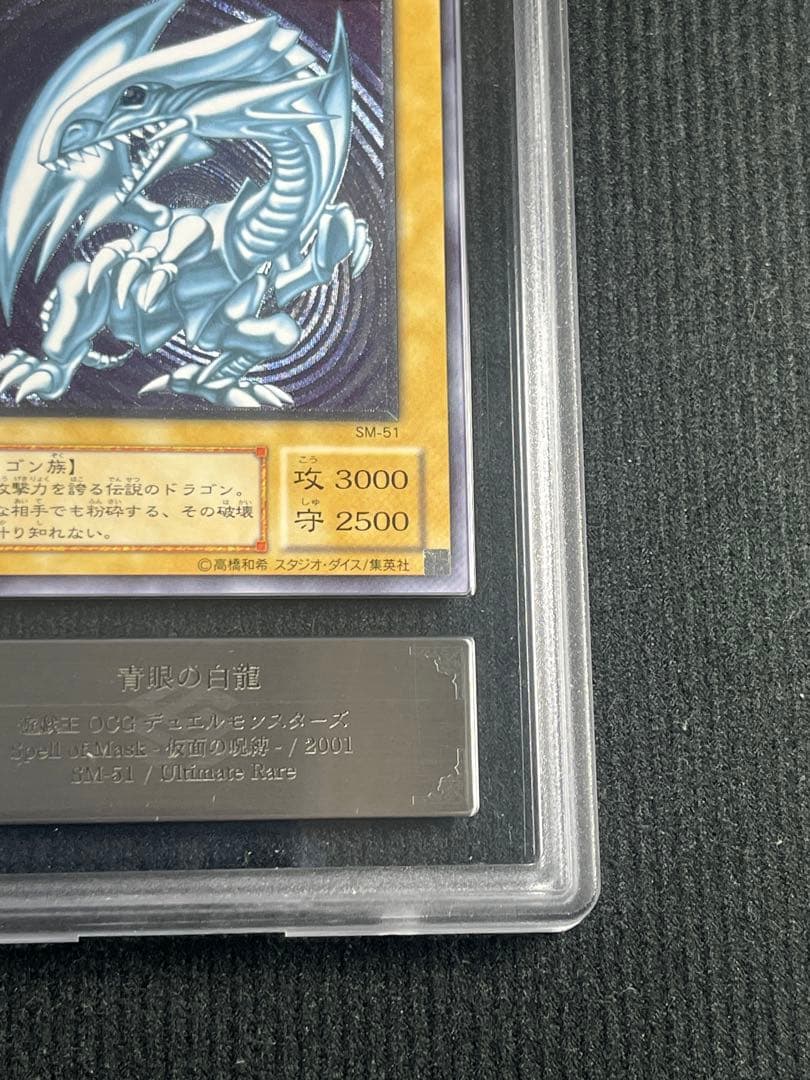 SM-51
ゴン族】
攻撃力を誇る伝説のドラゴン。
な相手でも粉砕する、その破壊
計り知れない。
攻 3000
守 2500
©高橋和希 スタジオ・ダイス/集英社
青眼の白龍
遊戯王 OCG デュエルモンスターズ
Spell of Mask - 仮面の呪縛 - / 2001
SM-51 / Ultimate Rare